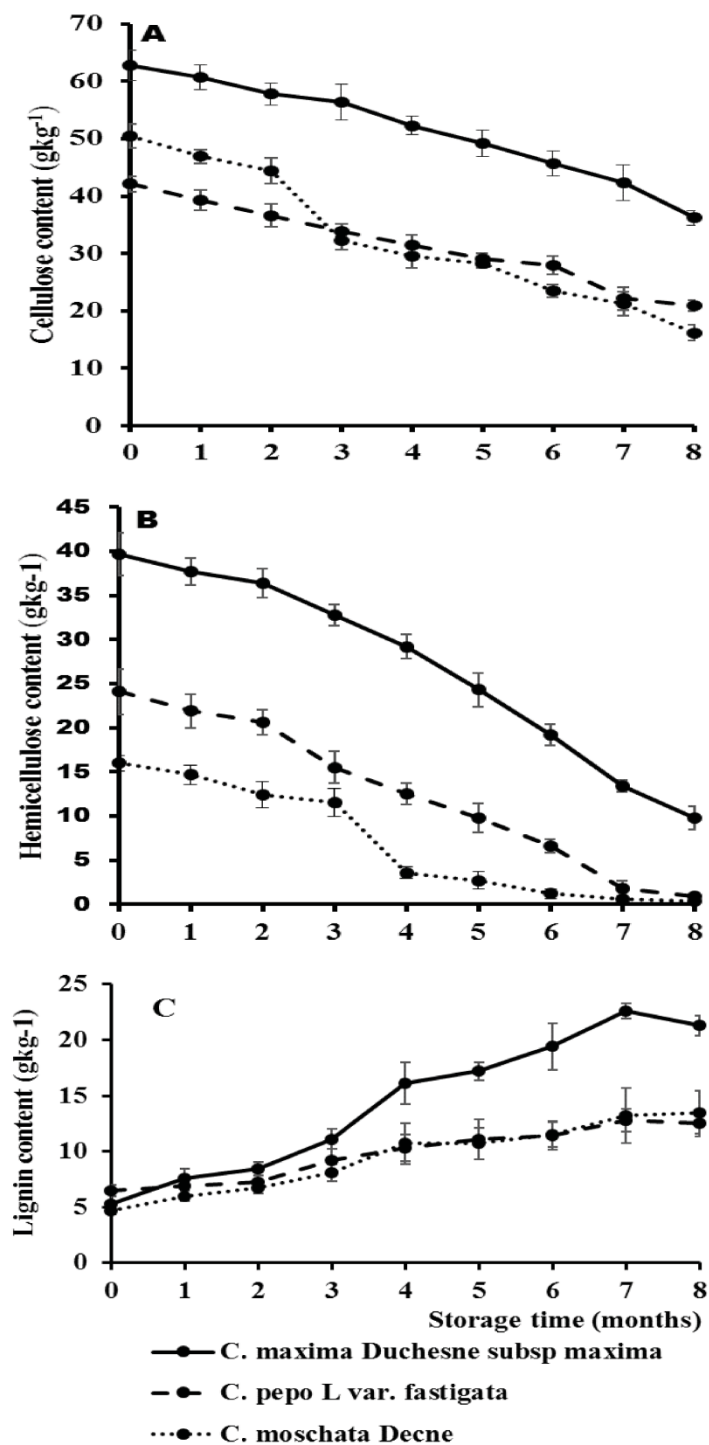 A
Cellulose content (gkg-1)
70
60
50
40
30
20
10
0
0 1 2 3 4 5 6 7 8
B
Hemicellulose content (gkg-1)
45
40
35
30
25
20
15
10
5
0
0 1 2 3 4 5 6 7 8
C
Lignin content (gkg-1)
25
20
15
10
5
0
0 1 2 3 4 5 6 7 8
Storage time (months)
C. maxima Duchesne subsp maxima
C. pepo L var. fastigata
C. moschata Decne